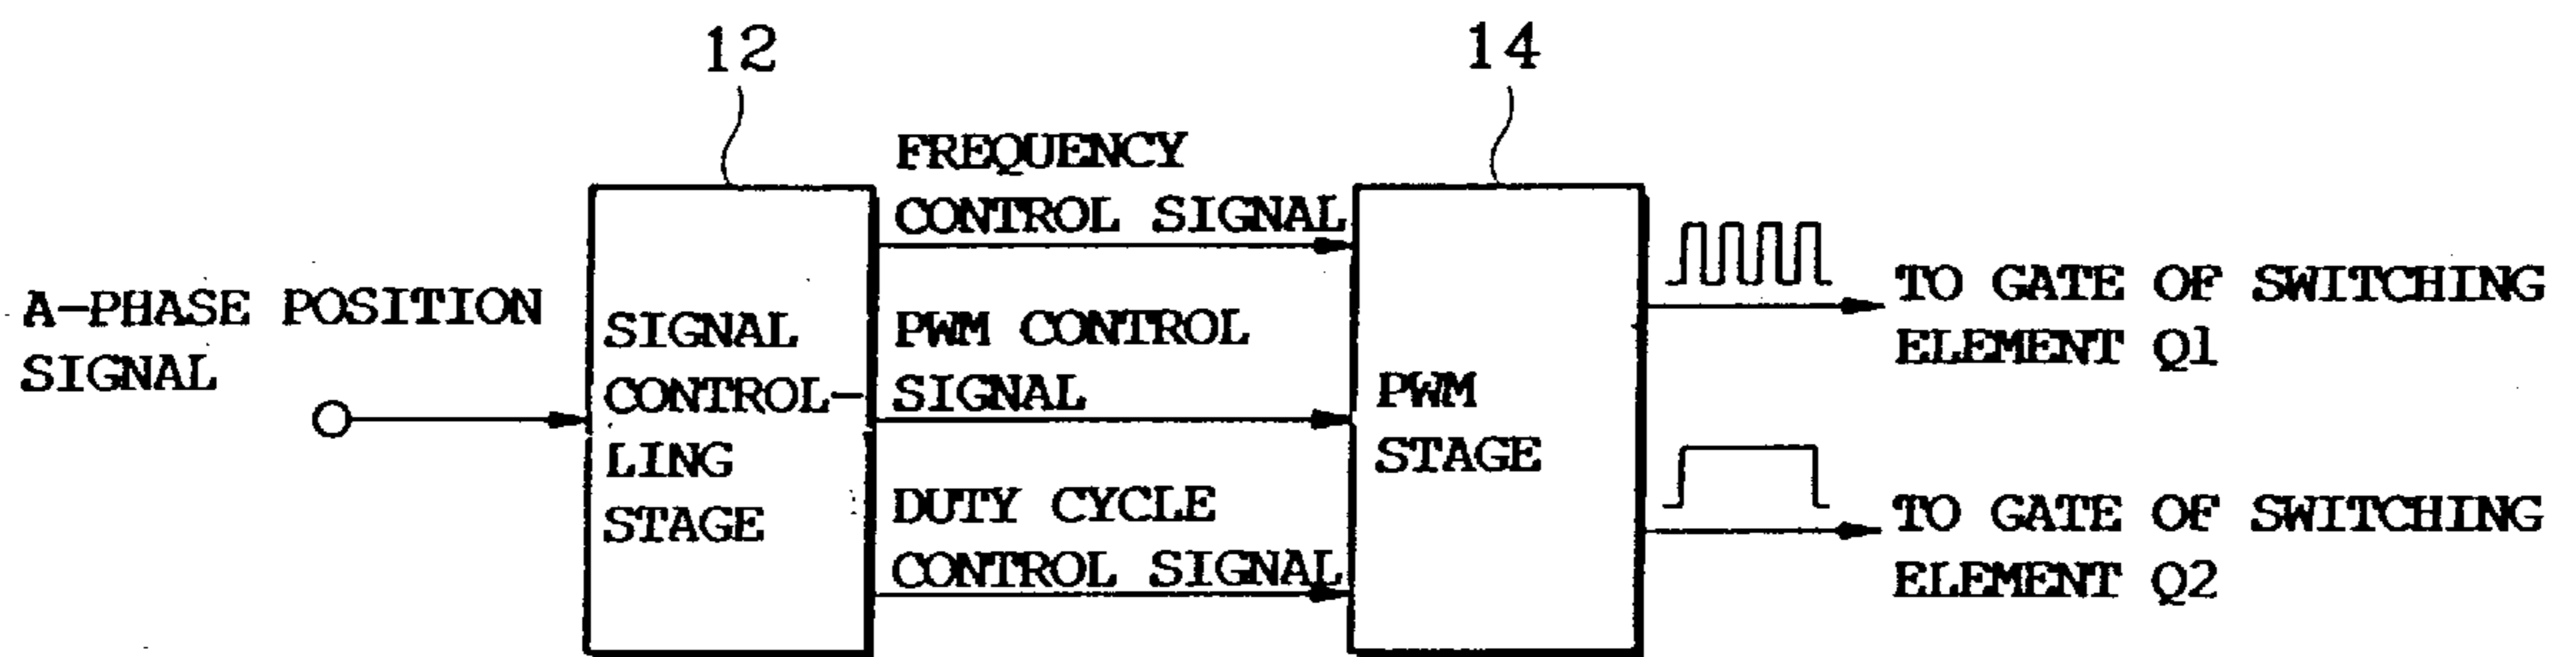 12
14
A-PHASE POSITION
SIGNAL
SIGNAL
CONTROL-
LING
STAGE
FREQUENCY
CONTROL SIGNAL
PWM CONTROL
SIGNAL
DUTY CYCLE
CONTROL SIGNAL
PWM
STAGE
TO GATE OF SWITCHING
ELEMENT Q1
TO GATE OF SWITCHING
ELEMENT Q2